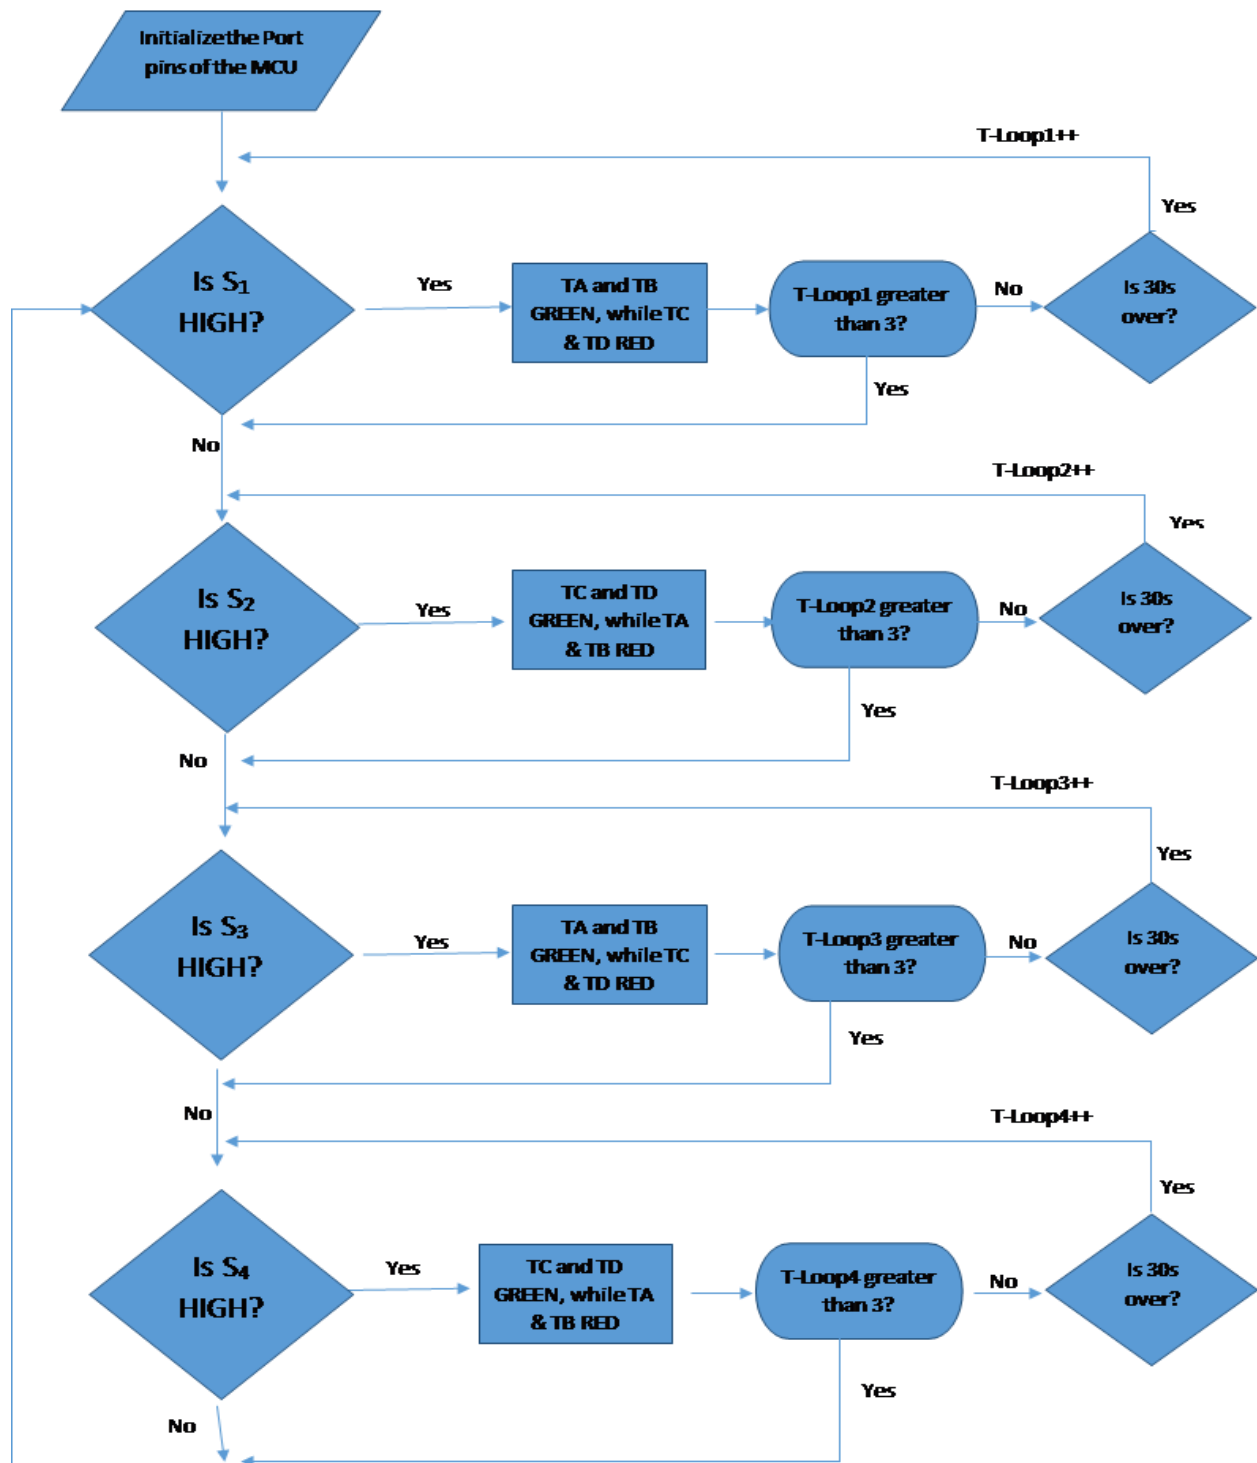 Initialize the Port
pins of the MCU
T-Loop1++
Yes
Is S₁
HIGH?
Yes
TA and TB
GREEN, while TC
& TD RED
T-Loop1 greater
than 3?
No
Is 30s
over?
Yes
No
T-Loop2++
Yes
Is S₂
HIGH?
Yes
TC and TD
GREEN, while TA
& TB RED
T-Loop2 greater
than 3?
No
Is 30s
over?
Yes
No
T-Loop3++
Yes
Is S₃
HIGH?
Yes
TA and TB
GREEN, while TC
& TD RED
T-Loop3 greater
than 3?
No
Is 30s
over?
Yes
No
T-Loop4++
Yes
Is S₄
HIGH?
Yes
TC and TD
GREEN, while TA
& TB RED
T-Loop4 greater
than 3?
No
Is 30s
over?
Yes
No